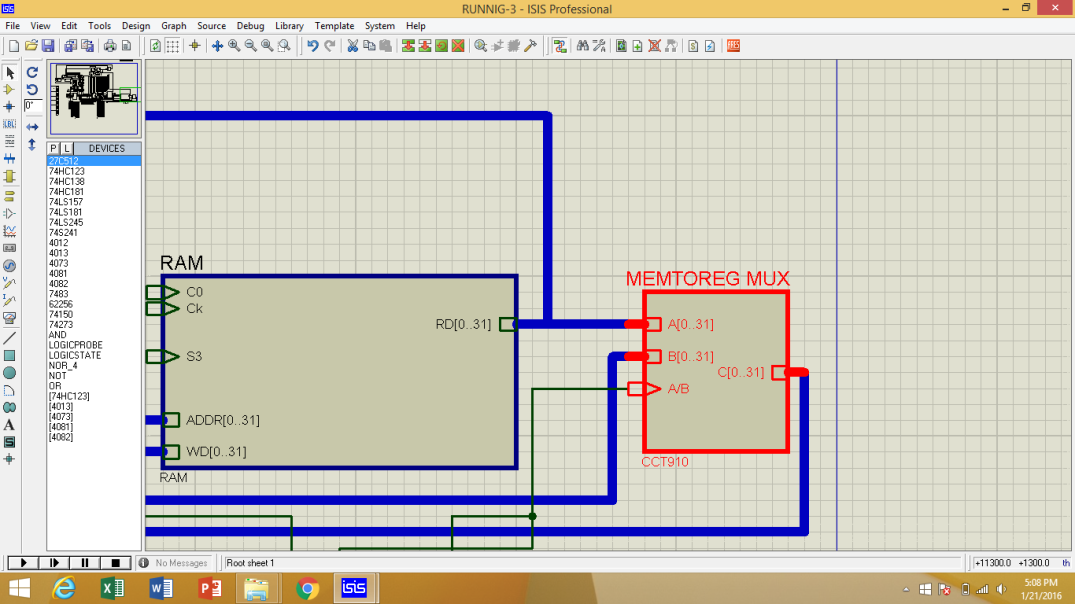 RUNNIG-3 - ISIS Professional
File View Edit Tools Design Graph Source Debug Library Template System Help
0°
P L DEVICES
27C512
74HC123
74HC138
74HC181
74LS157
74LS181
74LS245
74S241
4012
4013
4073
4081
4082
7483
62256
74150
74273
AND
LOGICPROBE
LOGICSTATE
NOR_4
NOT
OR
[74HC123]
[4013]
[4073]
[4081]
[4082]
LBL
A
S
RAM
C0
Ck
S3
RD[0..31]
ADDR[0..31]
WD[0..31]
RAM
MEMTOREG MUX
A[0..31]
B[0..31]
C[0..31]
A/B
CCT910
No Messages
Root sheet 1
+11300.0 +1300.0 th
isis
5:08 PM
1/21/2016